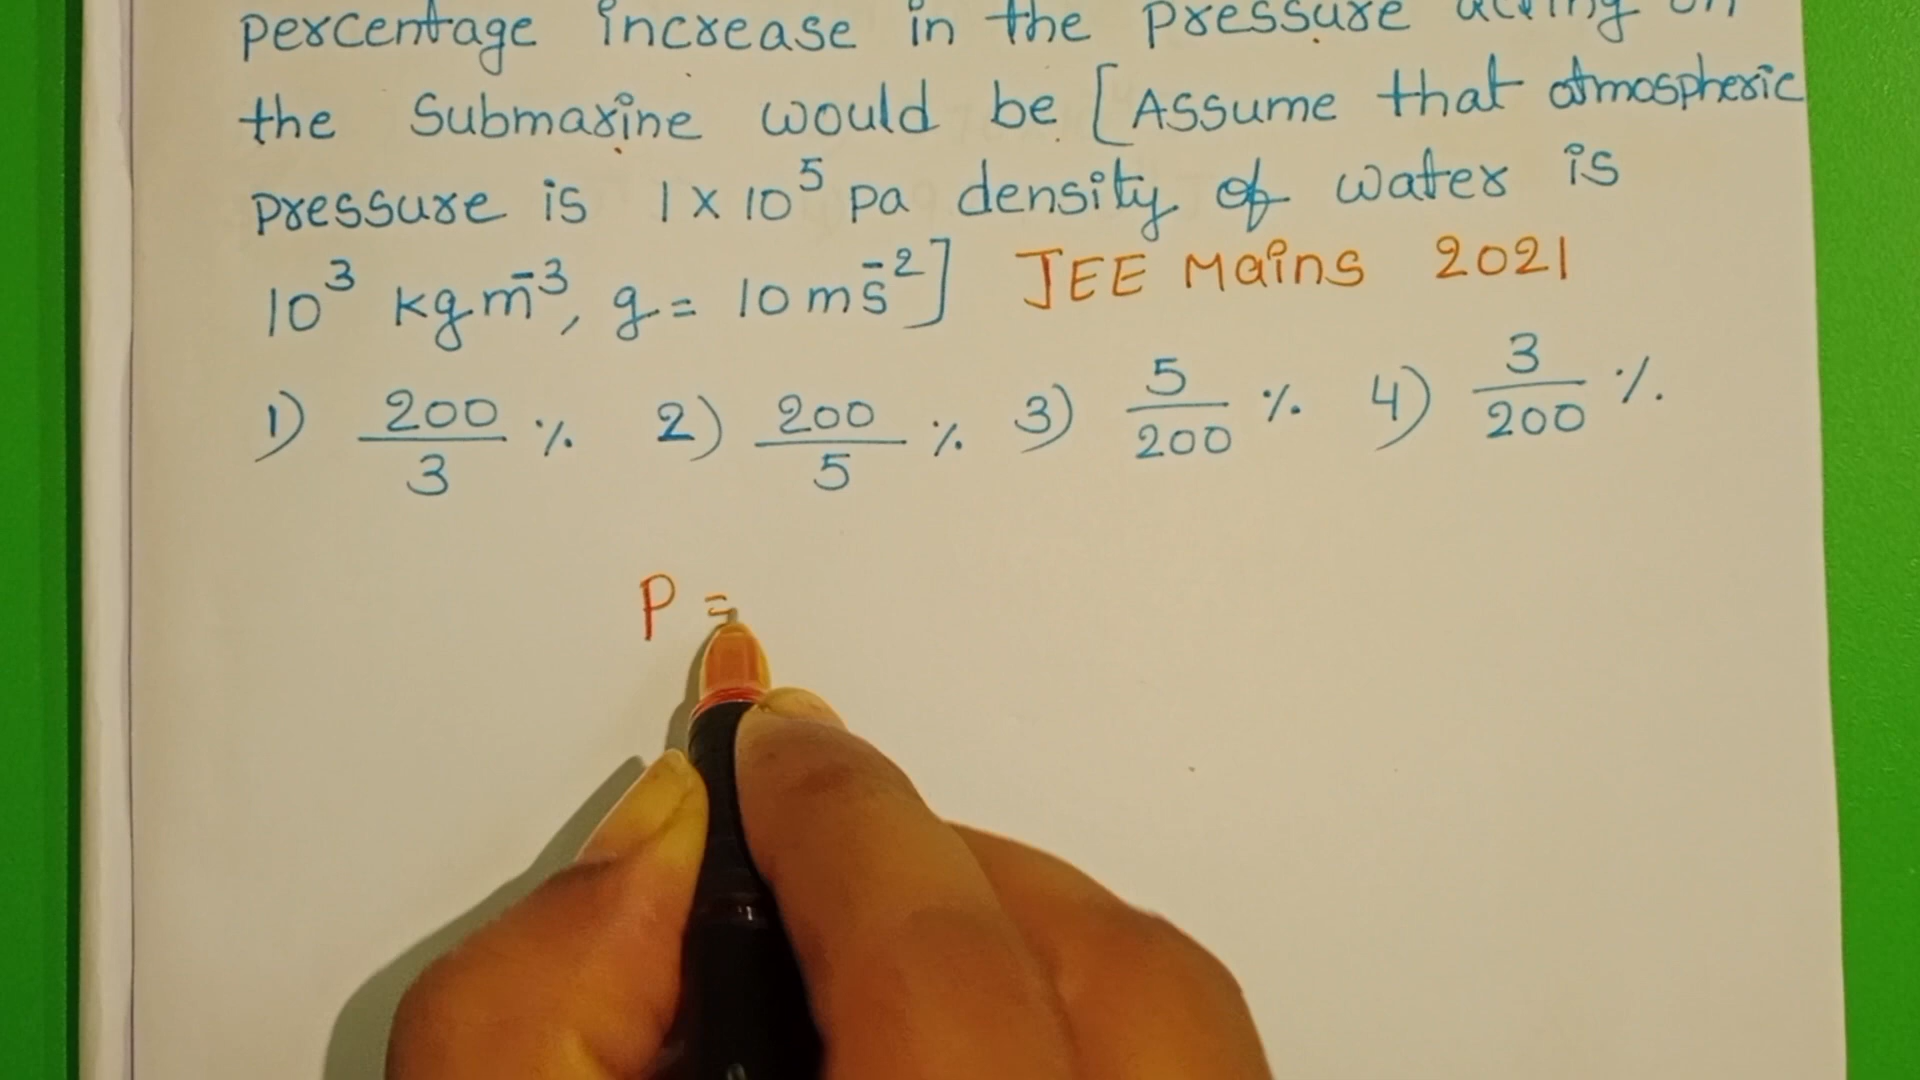 percentage increase in the pressure acting on
the Submarine would be [Assume that atmospheric
pressure is 1 × 10⁵ pa density of water is
10³ kg m⁻³, g = 10 m s⁻²] JEE Mains 2021
1) 200/3 % 2) 200/5 % 3) 5/200 % 4) 3/200 %
P =